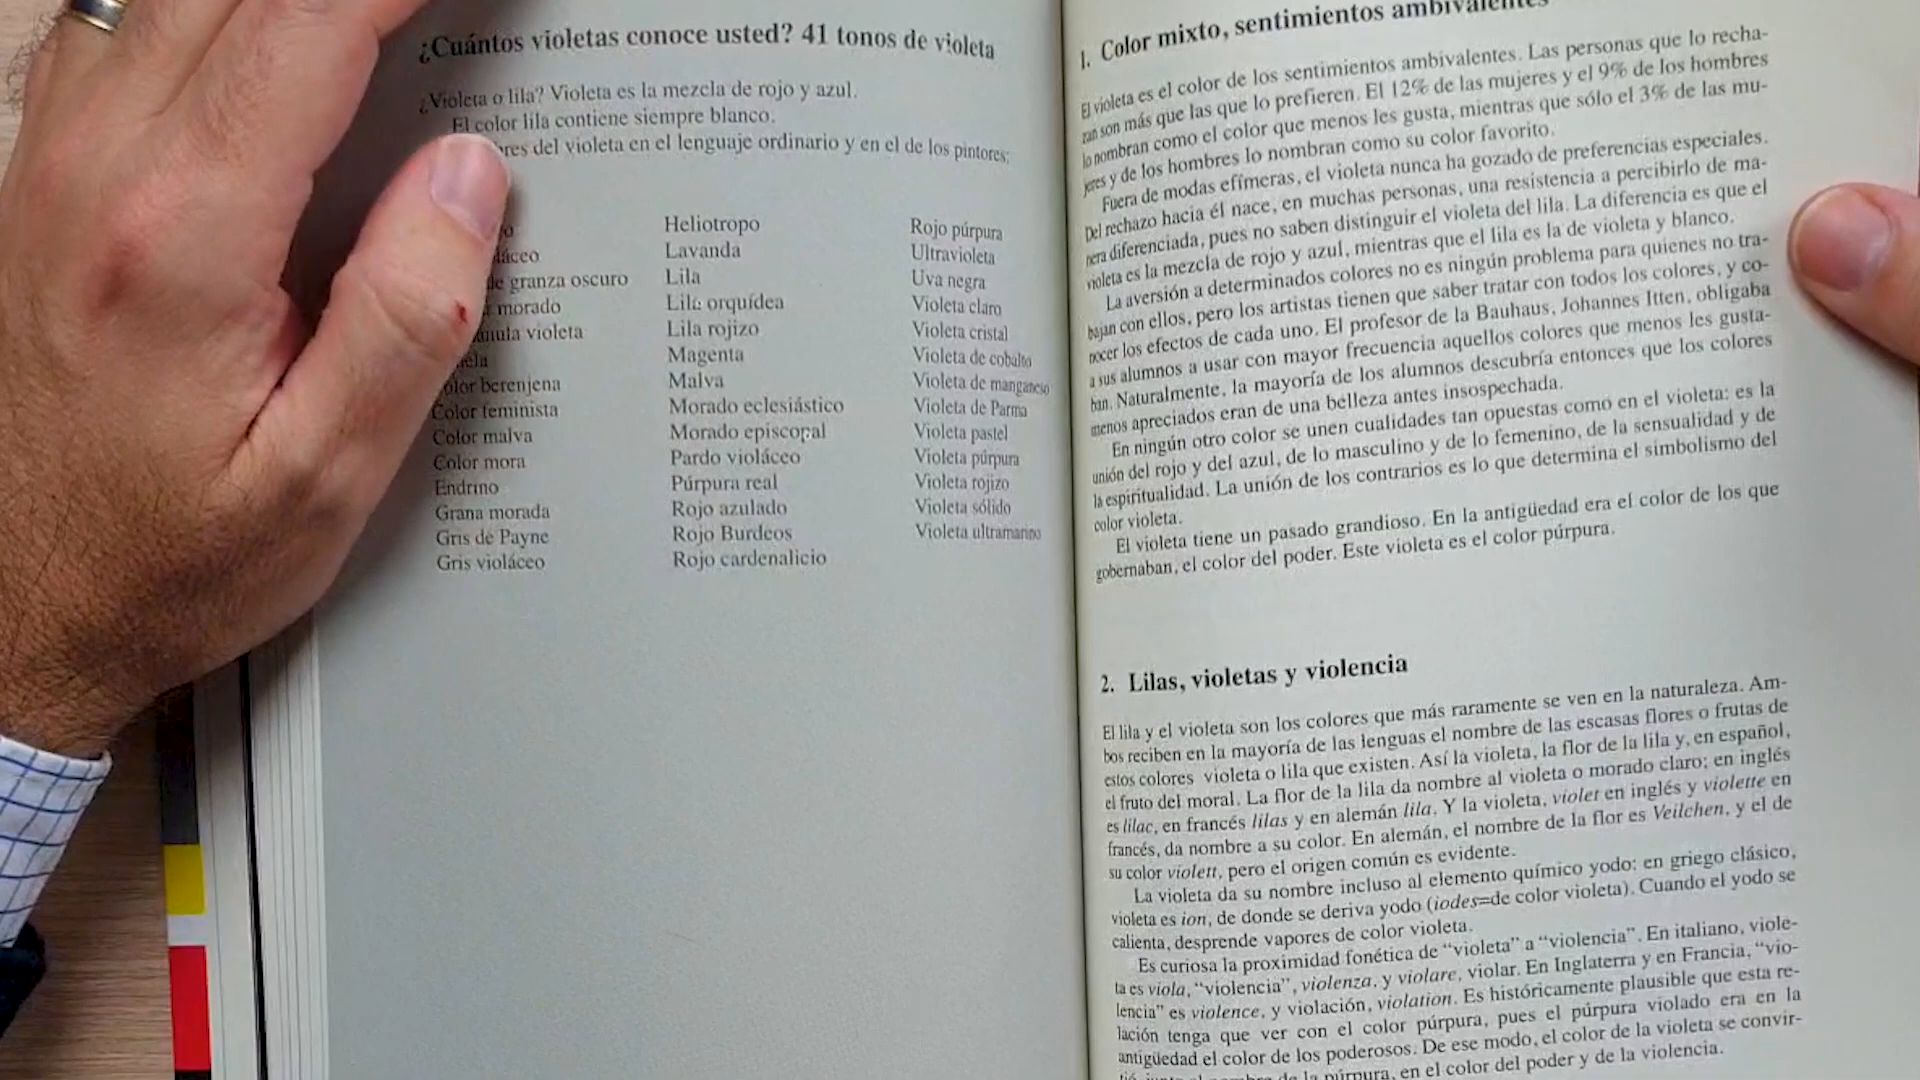 ¿Cuántos violetas conoce usted? 41 tonos de violeta
¿Violeta o lila? Violeta es la mezcla de rojo y azul.
El color lila contiene siempre blanco.
del violeta en el lenguaje ordinario y en el de los pintores:
de granza oscuro
morado
violeta
Color berenjena
Color feminista
Color malva
Color mora
Endrino
Grana morada
Gris de Payne
Gris violáceo
Heliotropo
Lavanda
Lila
Lila orquídea
Lila rojizo
Magenta
Malva
Morado eclesiástico
Morado episcopal
Pardo violáceo
Púrpura real
Rojo azulado
Rojo Burdeos
Rojo cardenalicio
Rojo púrpura
Ultravioleta
Uva negra
Violeta claro
Violeta cristal
Violeta de cobalto
Violeta de manganeso
Violeta de Parma
Violeta pastel
Violeta púrpura
Violeta rojizo
Violeta sólido
Violeta ultramarino
1. Color mixto, sentimientos ambivalentes
El violeta es el color de los sentimientos ambivalentes. Las personas que lo recha-
zan son más que las que lo prefieren. El 12% de las mujeres y el 9% de los hombres
lo nombran como el color que menos les gusta, mientras que sólo el 3% de las mu-
jeres y de los hombres lo nombran como su color favorito.
Fuera de modas efímeras, el violeta nunca ha gozado de preferencias especiales.
Del rechazo hacia él nace, en muchas personas, una resistencia a percibirlo de ma-
nera diferenciada, pues no saben distinguir el violeta del lila. La diferencia es que el
violeta es la mezcla de rojo y azul, mientras que el lila es la de violeta y blanco.
La aversión a determinados colores no es ningún problema para quienes no tra-
bajan con ellos, pero los artistas tienen que saber tratar con todos los colores, y co-
nocer los efectos de cada uno. El profesor de la Bauhaus, Johannes Itten, obligaba
a sus alumnos a usar con mayor frecuencia aquellos colores que menos les gusta-
ban. Naturalmente, la mayoría de los alumnos descubría entonces que los colores
menos apreciados eran de una belleza antes insospechada.
En ningún otro color se unen cualidades tan opuestas como en el violeta: es la
unión del rojo y del azul, de lo masculino y de lo femenino, de la sensualidad y de
la espiritualidad. La unión de los contrarios es lo que determina el simbolismo del
color violeta.
El violeta tiene un pasado grandioso. En la antigüedad era el color de los que
gobernaban, el color del poder. Este violeta es el color púrpura.
2. Lilas, violetas y violencia
El lila y el violeta son los colores que más raramente se ven en la naturaleza. Am-
bos reciben en la mayoría de las lenguas el nombre de las escasas flores o frutas de
estos colores violeta o lila que existen. Así la violeta, la flor de la lila y, en español,
el fruto del moral. La flor de la lila da nombre al violeta o morado claro; en inglés
es lilac, en francés lilas y en alemán lila. Y la violeta, violet en inglés y violette en
francés, da nombre a su color. En alemán, el nombre de la flor es Veilchen, y el de
su color violett, pero el origen común es evidente.
La violeta da su nombre incluso al elemento químico yodo: en griego clásico,
violeta es ion, de donde se deriva yodo (iodes=de color violeta). Cuando el yodo se
calienta, desprende vapores de color violeta.
Es curiosa la proximidad fonética de “violeta” a “violencia”. En italiano, viole-
ta es viola, “violencia”, violenza, y violare, violar. En Inglaterra y en Francia, “vio-
lencia” es violence, y violación, violation. Es históricamente plausible que esta re-
lación tenga que ver con el color púrpura, pues el púrpura violado era en la
antigüedad el color de los poderosos. De ese modo, el color de la violeta se convir-
de la púrpura, en el color del poder y de la violencia.